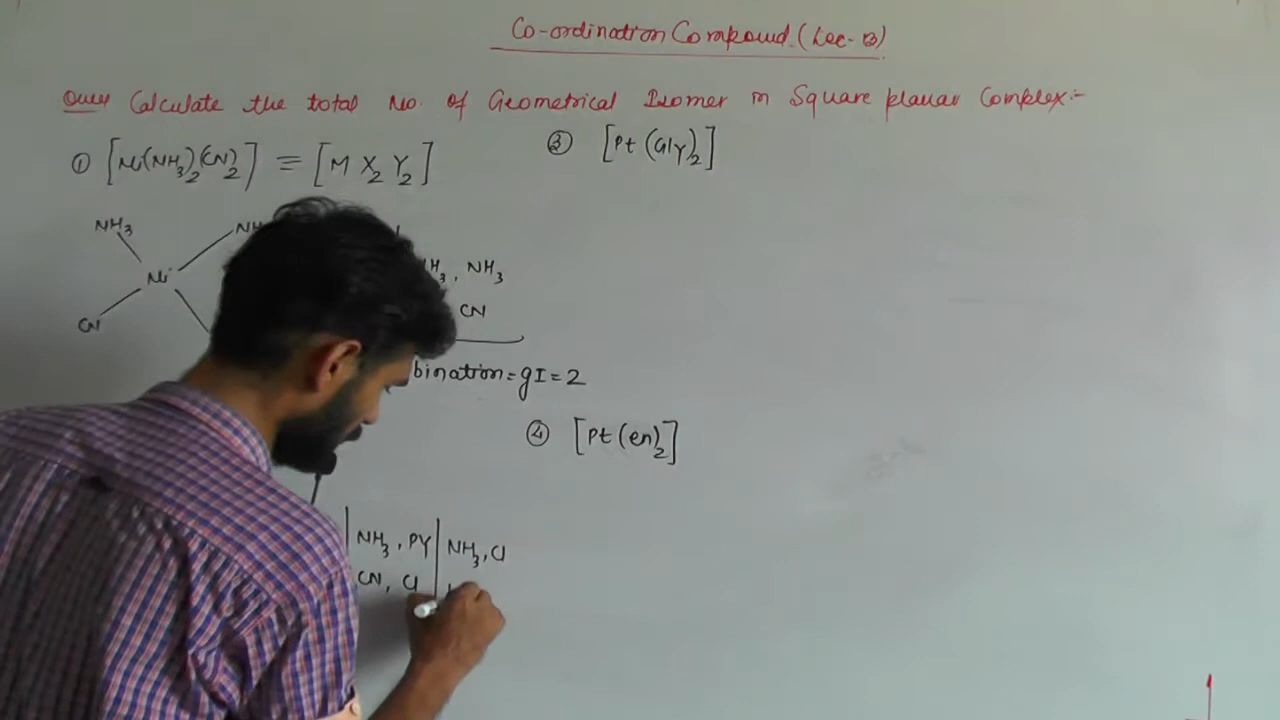 Co-ordination Compound (Lec-13)
Ques Calculate the total No. of Geometrical Isomer in Square planar Complex:-
① [Ni(NH3)2(CN)2] ≡ [M X2 Y2]
③ [Pt (Gly)2]
NH3
Ni
CN
NH3
CN
bination = gI = 2
④ [Pt (en)2]
NH3, PY | NH3, Cl
CN, Cl